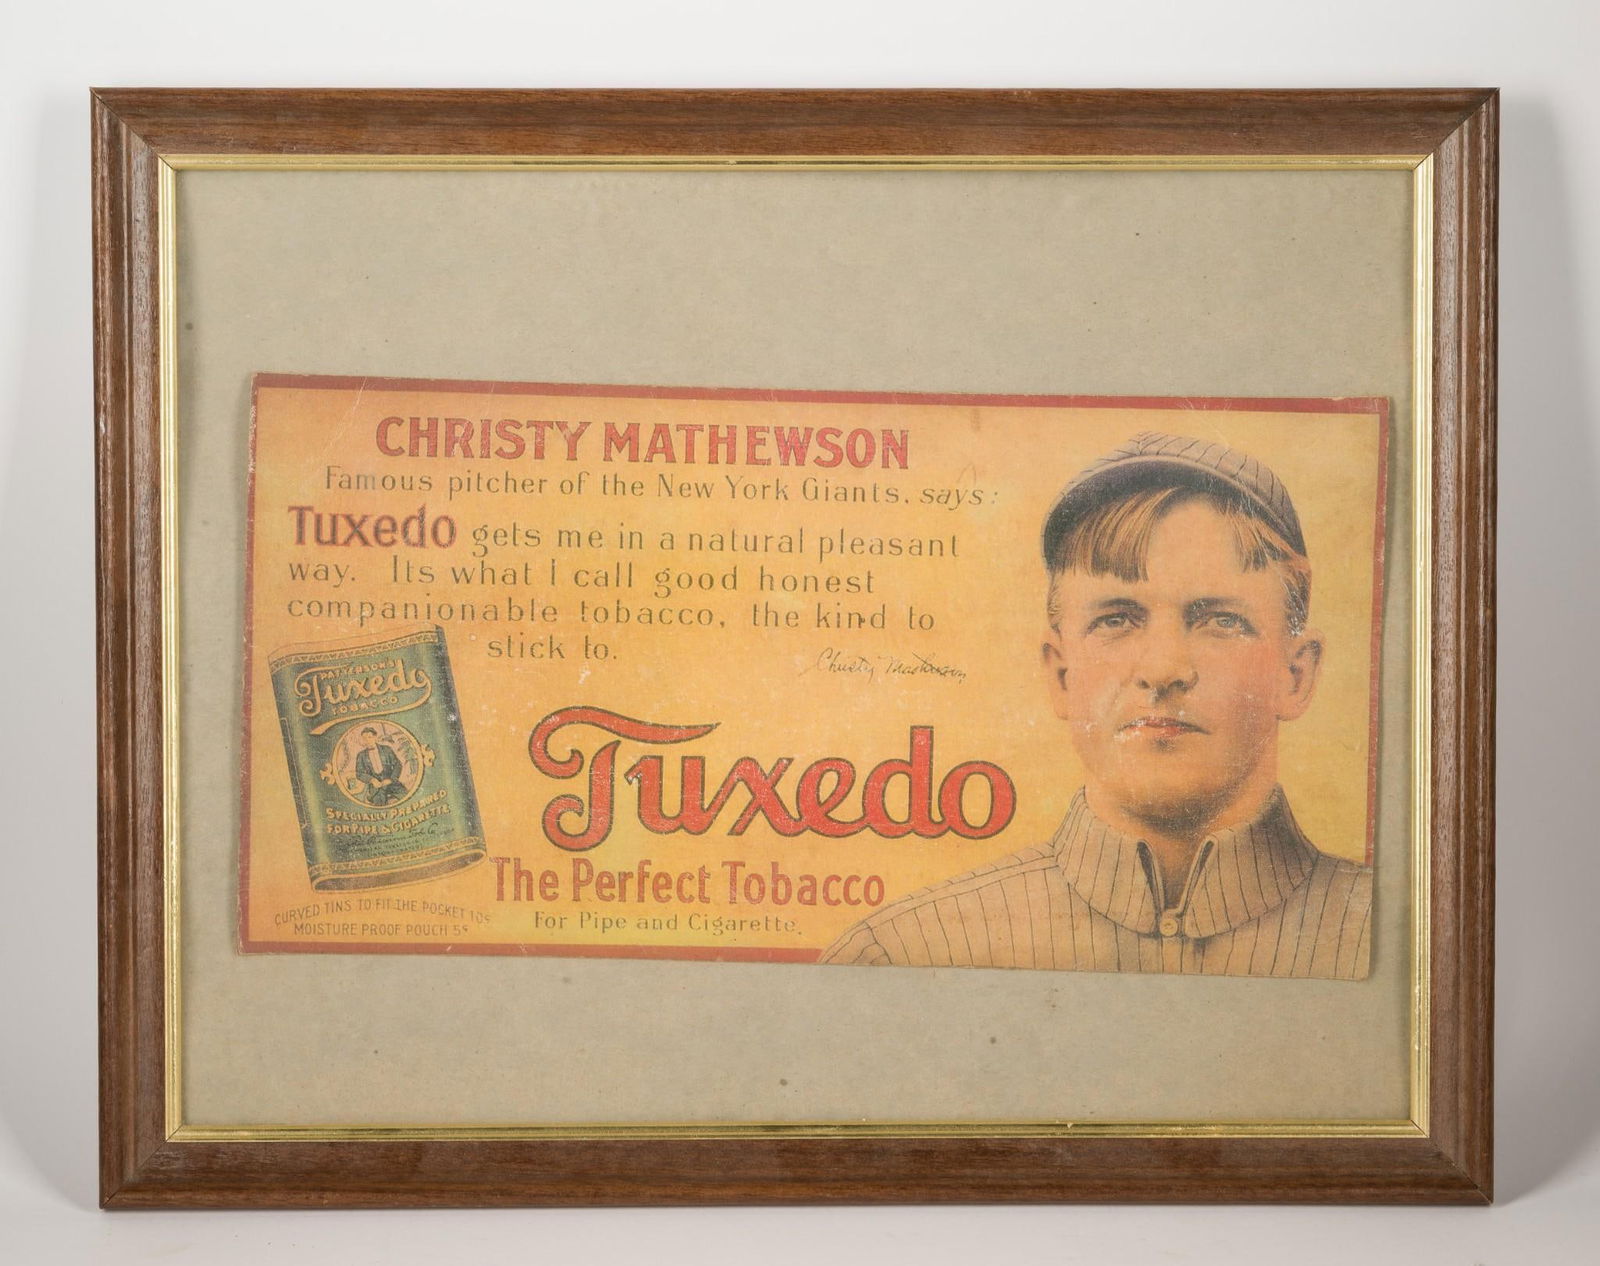 CHRISTY MATHEWSON
Famous pitcher of the New York Giants, says:
Tuxedo gets me in a natural pleasant
way. Its what I call good honest
companionable tobacco, the kind to
stick to.
Christy Mathewson
PATTERSON'S
Tuxedo
TOBACCO
SPECIALLY PREPARED
FOR PIPE & CIGARETTE
Tuxedo
The Perfect Tobacco
For Pipe and Cigarette.
CURVED TINS TO FIT THE POCKET 10¢
MOISTURE PROOF POUCH 5¢